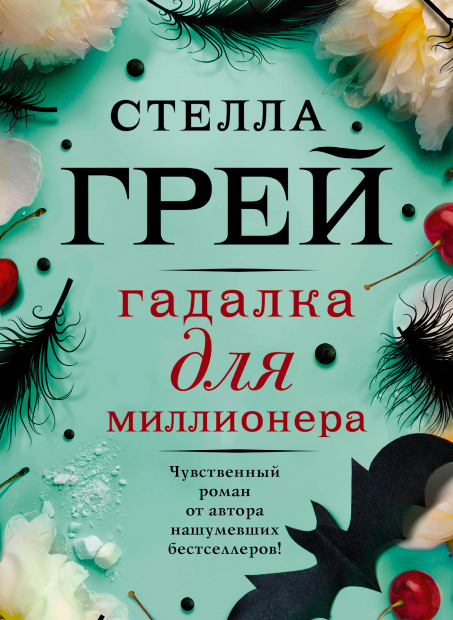 СТЕЛЛА
ГРЕЙ
гадалка
для
миллионера
Чувственный
роман
от автора
нашумевших
бестселлеров!